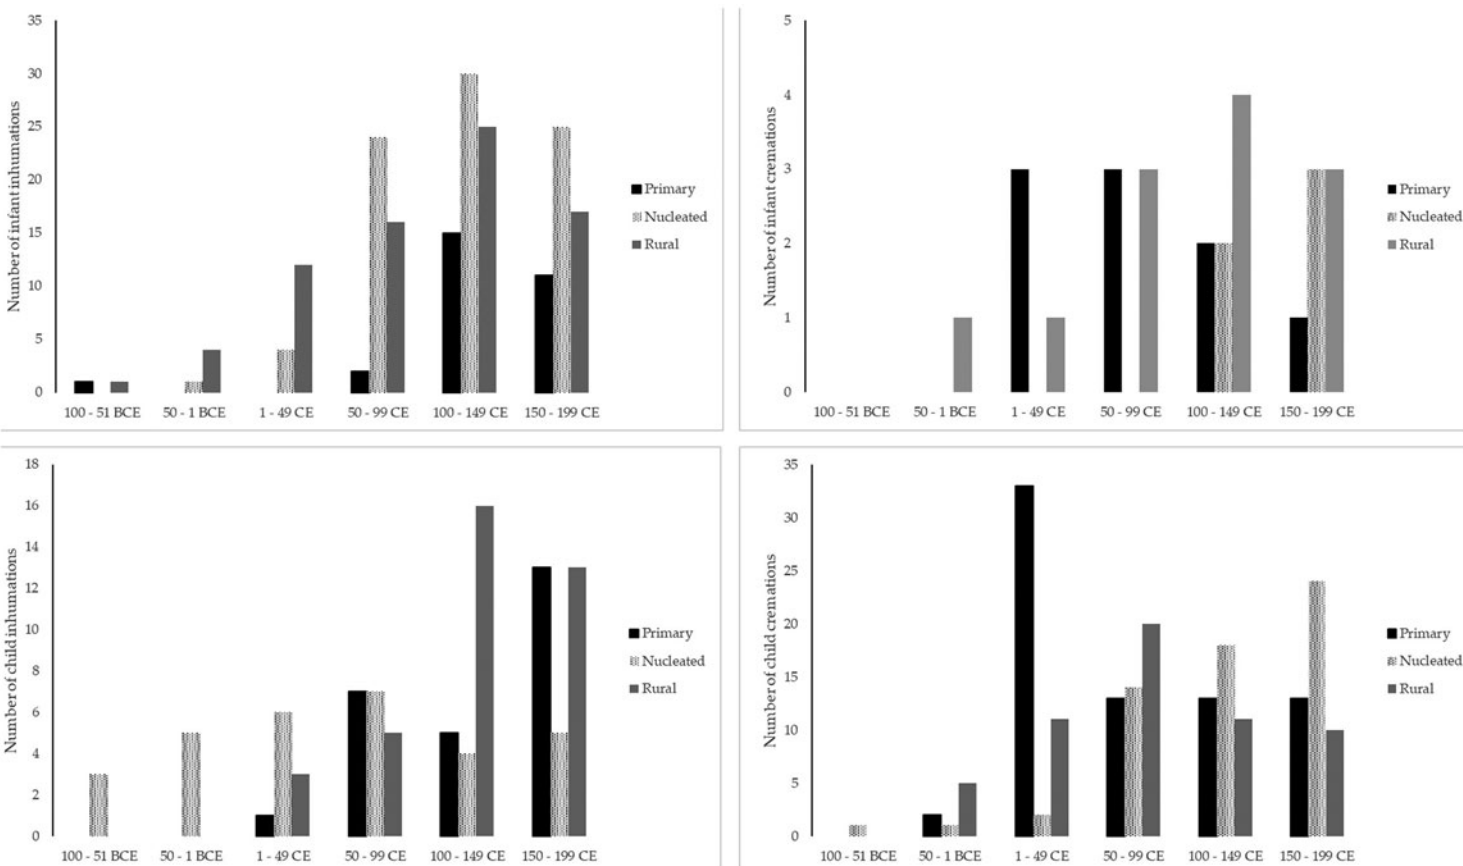 Number of infant inhumations
35
30
25
20
15
10
5
0
100 - 51 BCE 50 - 1 BCE 1 - 49 CE 50 - 99 CE 100 - 149 CE 150 - 199 CE
Primary
Nucleated
Rural
Number of infant cremations
5
4
3
2
1
0
100 - 51 BCE 50 - 1 BCE 1 - 49 CE 50 - 99 CE 100 - 149 CE 150 - 199 CE
Primary
Nucleated
Rural
Number of child inhumations
18
16
14
12
10
8
6
4
2
0
100 - 51 BCE 50 - 1 BCE 1 - 49 CE 50 - 99 CE 100 - 149 CE 150 - 199 CE
Primary
Nucleated
Rural
Number of child cremations
35
30
25
20
15
10
5
0
100 - 51 BCE 50 - 1 BCE 1 - 49 CE 50 - 99 CE 100 - 149 CE 150 - 199 CE
Primary
Nucleated
Rural